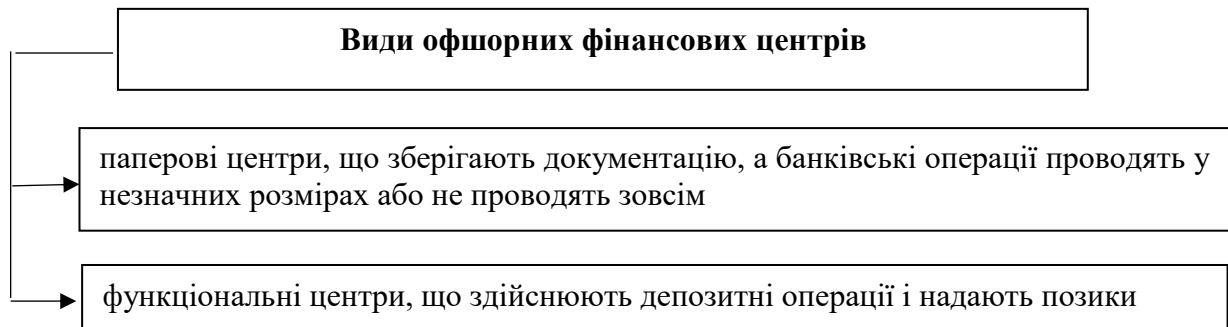 Види офшорних фінансових центрів
паперові центри, що зберігають документацію, а банківські операції проводять у
незначних розмірах або не проводять зовсім
функціональні центри, що здійснюють депозитні операції і надають позики